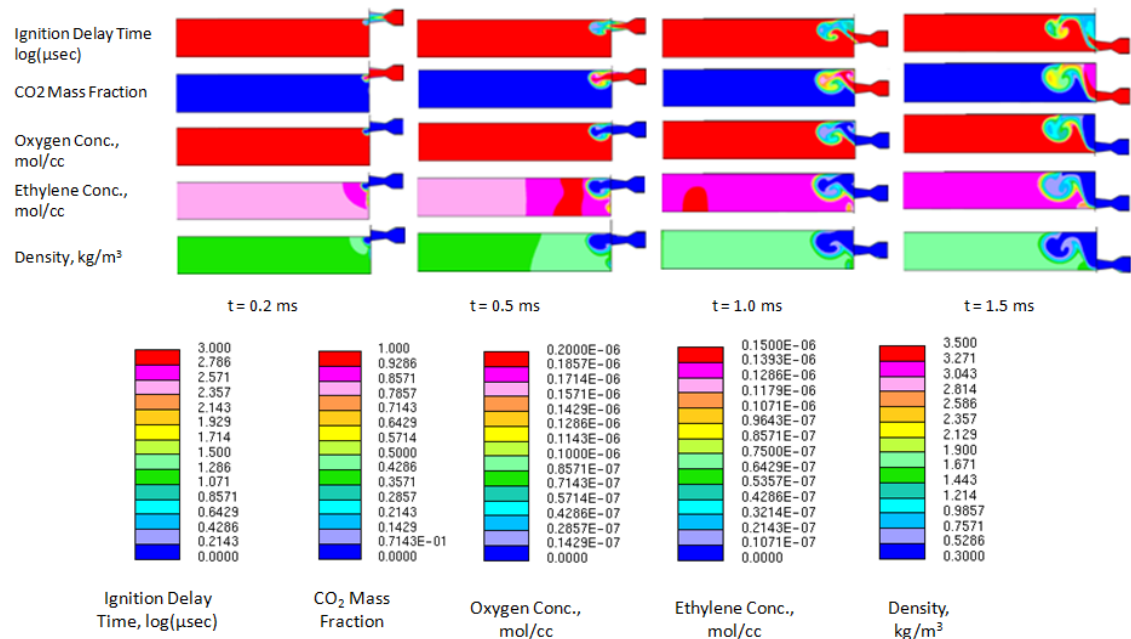 Ignition Delay Time
log(μsec)
CO2 Mass Fraction
Oxygen Conc.,
mol/cc
Ethylene Conc.,
mol/cc
Density, kg/m³
t = 0.2 ms
t = 0.5 ms
t = 1.0 ms
t = 1.5 ms
3.000
2.786
2.571
2.357
2.143
1.929
1.714
1.500
1.286
1.071
0.8571
0.6429
0.4286
0.2143
0.0000
1.000
0.9286
0.8571
0.7857
0.7143
0.6429
0.5714
0.5000
0.4286
0.3571
0.2857
0.2143
0.1429
0.7143E-01
0.0000
0.2000E-06
0.1857E-06
0.1714E-06
0.1571E-06
0.1429E-06
0.1286E-06
0.1143E-06
0.1000E-06
0.8571E-07
0.7143E-07
0.5714E-07
0.4286E-07
0.2857E-07
0.1429E-07
0.0000
0.1500E-06
0.1393E-06
0.1286E-06
0.1179E-06
0.1071E-06
0.9643E-07
0.8571E-07
0.7500E-07
0.6429E-07
0.5357E-07
0.4286E-07
0.3214E-07
0.2143E-07
0.1071E-07
0.0000
3.500
3.271
3.043
2.814
2.586
2.357
2.129
1.900
1.671
1.443
1.214
0.9857
0.7571
0.5286
0.3000
Ignition Delay
Time, log(μsec)
CO₂ Mass
Fraction
Oxygen Conc.,
mol/cc
Ethylene Conc.,
mol/cc
Density,
kg/m³